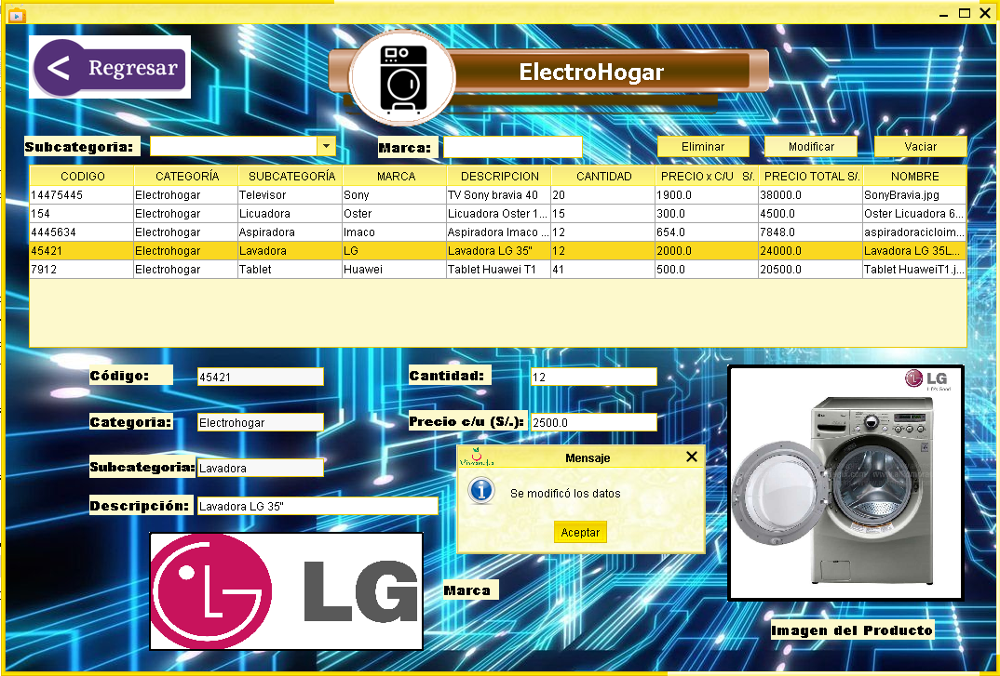 Regresar
ElectroHogar
Subcategoria:
Marca:
Eliminar
Modificar
Vaciar
CODIGO CATEGORÍA SUBCATEGORÍA MARCA DESCRIPCION CANTIDAD PRECIO x C/U S/. PRECIO TOTAL S/. NOMBRE
14475445 Electrohogar Televisor Sony TV Sony bravia 40 20 1900.0 38000.0 SonyBravia.jpg
154 Electrohogar Licuadora Oster Licuadora Oster 1... 15 300.0 4500.0 Oster Licuadora 6...
4445634 Electrohogar Aspiradora Imaco Aspiradora Imaco ... 12 654.0 7848.0 aspiradoracicloim...
45421 Electrohogar Lavadora LG Lavadora LG 35" 12 2000.0 24000.0 Lavadora LG 35L...
7912 Electrohogar Tablet Huawei Tablet Huawei T1 41 500.0 20500.0 Tablet HuaweiT1.j...
Código: 45421
Cantidad: 12
Categoria: Electrohogar
Precio c/u (S/.): 2500.0
Subcategoria: Lavadora
Descripción: Lavadora LG 35"
Vivanda
Mensaje
Se modificó los datos
Aceptar
LG
Life's Good
LG
Marca
Imagen del Producto